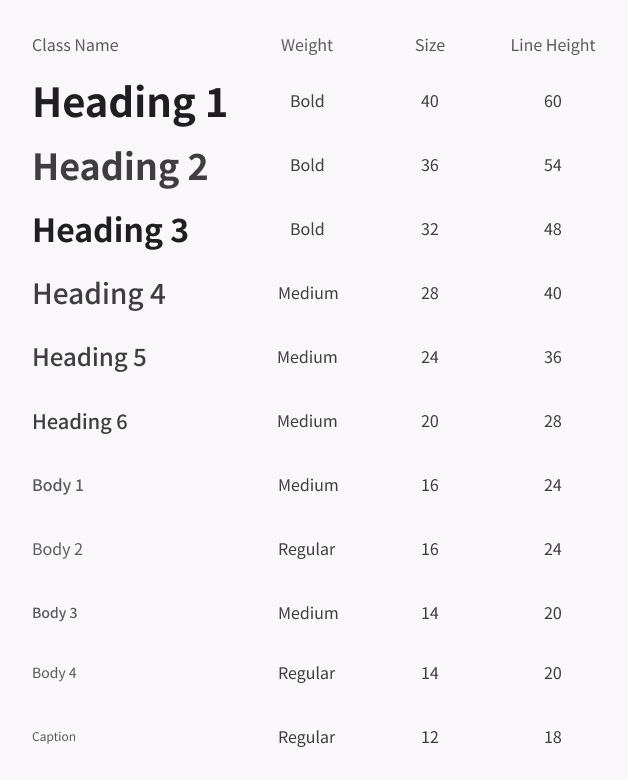 Class Name Weight Size Line Height
Heading 1 Bold 40 60
Heading 2 Bold 36 54
Heading 3 Bold 32 48
Heading 4 Medium 28 40
Heading 5 Medium 24 36
Heading 6 Medium 20 28
Body 1 Medium 16 24
Body 2 Regular 16 24
Body 3 Medium 14 20
Body 4 Regular 14 20
Caption Regular 12 18